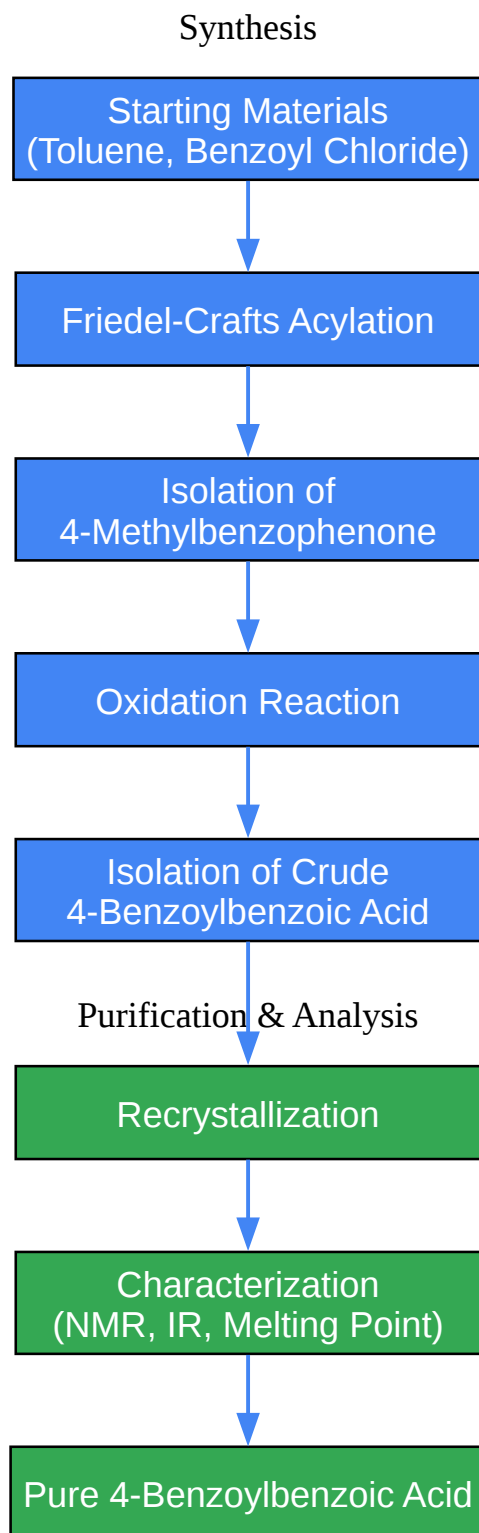 Synthesis
Starting Materials
(Toluene, Benzoyl Chloride)
Friedel-Crafts Acylation
Isolation of
4-Methylbenzophenone
Oxidation Reaction
Isolation of Crude
4-Benzoylbenzoic Acid
Purification & Analysis
Recrystallization
Characterization
(NMR, IR, Melting Point)
Pure 4-Benzoylbenzoic Acid